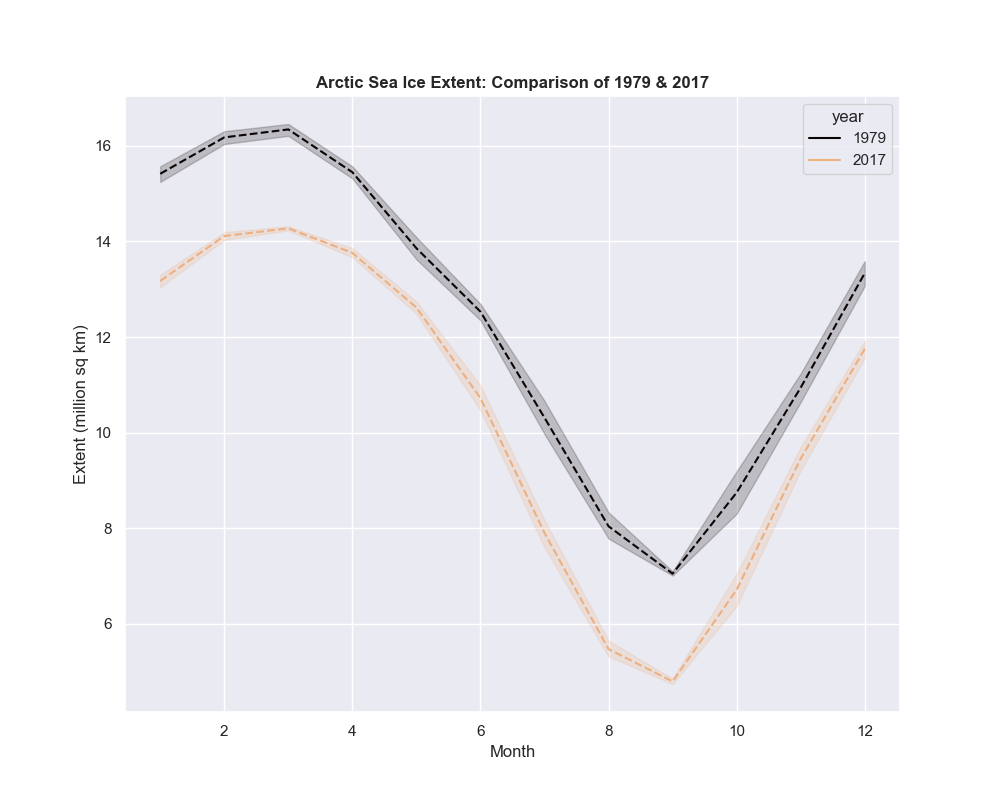 Arctic Sea Ice Extent: Comparison of 1979 & 2017
year
1979
2017
16
14
12
10
8
6
Extent (million sq km)
2 4 6 8 10 12
Month